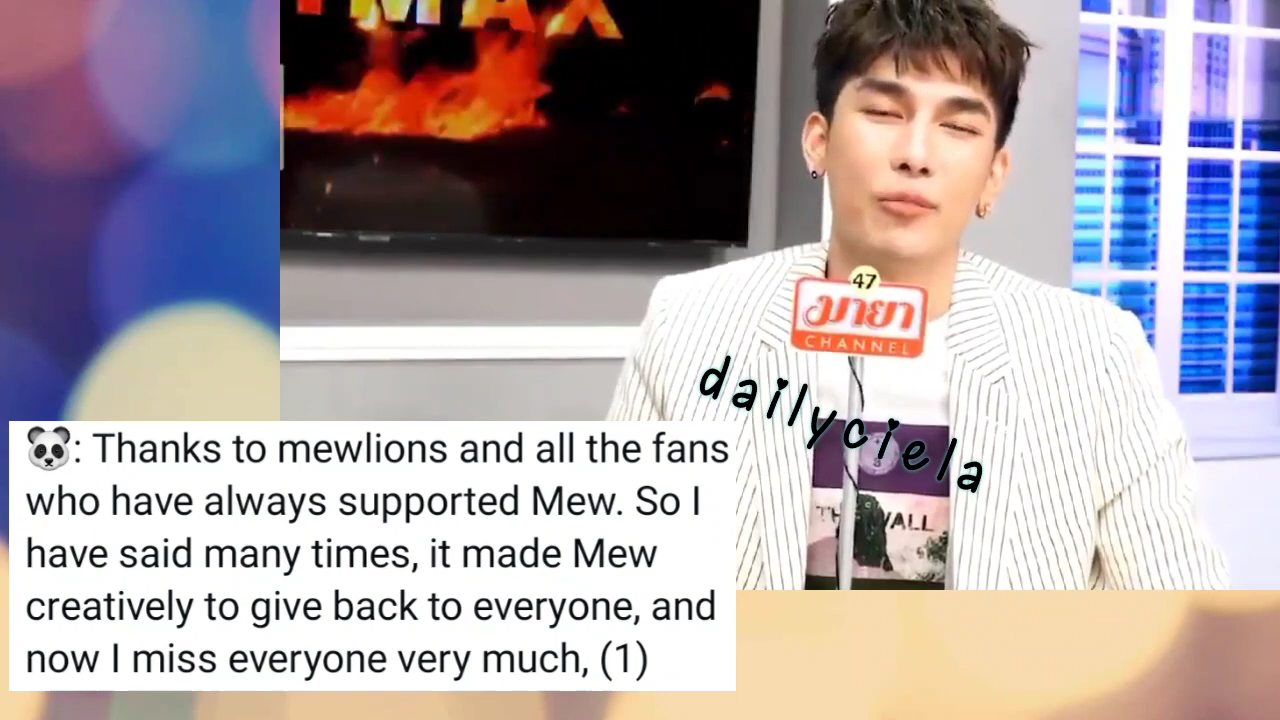 47
มายา
CHANNEL
dailyciela
THE WALL
🐼: Thanks to mewlions and all the fans
who have always supported Mew. So I
have said many times, it made Mew
creatively to give back to everyone, and
now I miss everyone very much, (1)